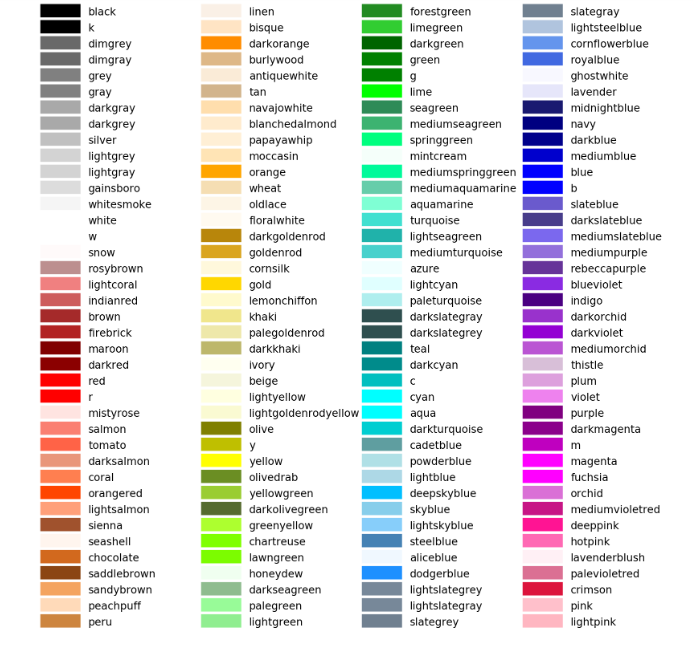 black
k
dimgrey
dimgray
grey
gray
darkgray
darkgrey
silver
lightgrey
lightgray
gainsboro
whitesmoke
white
w
snow
rosybrown
lightcoral
indianred
brown
firebrick
maroon
darkred
red
r
mistyrose
salmon
tomato
darksalmon
coral
orangered
lightsalmon
sienna
seashell
chocolate
saddlebrown
sandybrown
peachpuff
peru
linen
bisque
darkorange
burlywood
antiquewhite
tan
navajowhite
blanchedalmond
papayawhip
moccasin
orange
wheat
oldlace
floralwhite
darkgoldenrod
goldenrod
cornsilk
gold
lemonchiffon
khaki
palegoldenrod
darkkhaki
ivory
beige
lightyellow
lightgoldenrodyellow
olive
y
yellow
olivedrab
yellowgreen
darkolivegreen
greenyellow
chartreuse
lawngreen
honeydew
darkseagreen
palegreen
lightgreen
forestgreen
limegreen
darkgreen
green
g
lime
seagreen
mediumseagreen
springgreen
mintcream
mediumspringgreen
mediumaquamarine
aquamarine
turquoise
lightseagreen
mediumturquoise
azure
lightcyan
paleturquoise
darkslategray
darkslategrey
teal
darkcyan
c
cyan
aqua
darkturquoise
cadetblue
powderblue
lightblue
deepskyblue
skyblue
lightskyblue
steelblue
aliceblue
dodgerblue
lightslategrey
lightslategray
slategrey
slategray
lightsteelblue
cornflowerblue
royalblue
ghostwhite
lavender
midnightblue
navy
darkblue
mediumblue
blue
b
slateblue
darkslateblue
mediumslateblue
mediumpurple
rebeccapurple
blueviolet
indigo
darkorchid
darkviolet
mediumorchid
thistle
plum
violet
purple
darkmagenta
m
magenta
fuchsia
orchid
mediumvioletred
deeppink
hotpink
lavenderblush
palevioletred
crimson
pink
lightpink